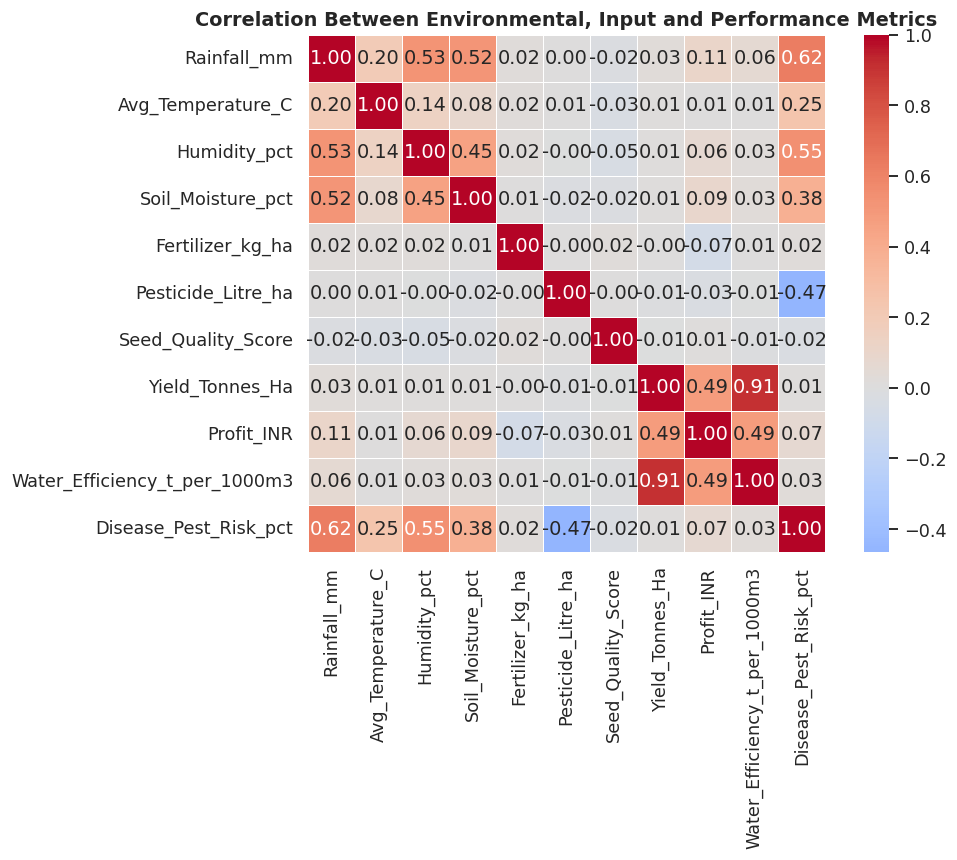 Correlation Between Environmental, Input and Performance Metrics
Rainfall_mm 1.00 0.20 0.53 0.52 0.02 0.00 -0.02 0.03 0.11 0.06 0.62
Avg_Temperature_C 0.20 1.00 0.14 0.08 0.02 0.01 -0.03 0.01 0.01 0.01 0.25
Humidity_pct 0.53 0.14 1.00 0.45 0.02 -0.00 -0.05 0.01 0.06 0.03 0.55
Soil_Moisture_pct 0.52 0.08 0.45 1.00 0.01 -0.02 -0.02 0.01 0.09 0.03 0.38
Fertilizer_kg_ha 0.02 0.02 0.02 0.01 1.00 -0.00 0.02 -0.00 -0.07 0.01 0.02
Pesticide_Litre_ha 0.00 0.01 -0.00 -0.02 -0.00 1.00 -0.00 -0.01 -0.03 -0.01 -0.47
Seed_Quality_Score -0.02 -0.03 -0.05 -0.02 0.02 -0.00 1.00 -0.01 0.01 -0.01 -0.02
Yield_Tonnes_Ha 0.03 0.01 0.01 0.01 -0.00 -0.01 -0.01 1.00 0.49 0.91 0.01
Profit_INR 0.11 0.01 0.06 0.09 -0.07 -0.03 0.01 0.49 1.00 0.49 0.07
Water_Efficiency_t_per_1000m3 0.06 0.01 0.03 0.03 0.01 -0.01 -0.01 0.91 0.49 1.00 0.03
Disease_Pest_Risk_pct 0.62 0.25 0.55 0.38 0.02 -0.47 -0.02 0.01 0.07 0.03 1.00
Rainfall_mm
Avg_Temperature_C
Humidity_pct
Soil_Moisture_pct
Fertilizer_kg_ha
Pesticide_Litre_ha
Seed_Quality_Score
Yield_Tonnes_Ha
Profit_INR
Water_Efficiency_t_per_1000m3
Disease_Pest_Risk_pct
1.0
0.8
0.6
0.4
0.2
0.0
−0.2
−0.4